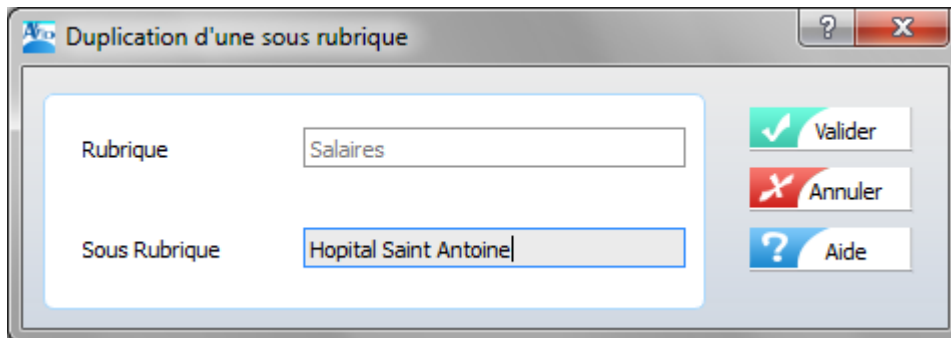 Duplication d'une sous rubrique
Rubrique
Salaires
Sous Rubrique
Hopital Saint Antoine
Valider
Annuler
Aide